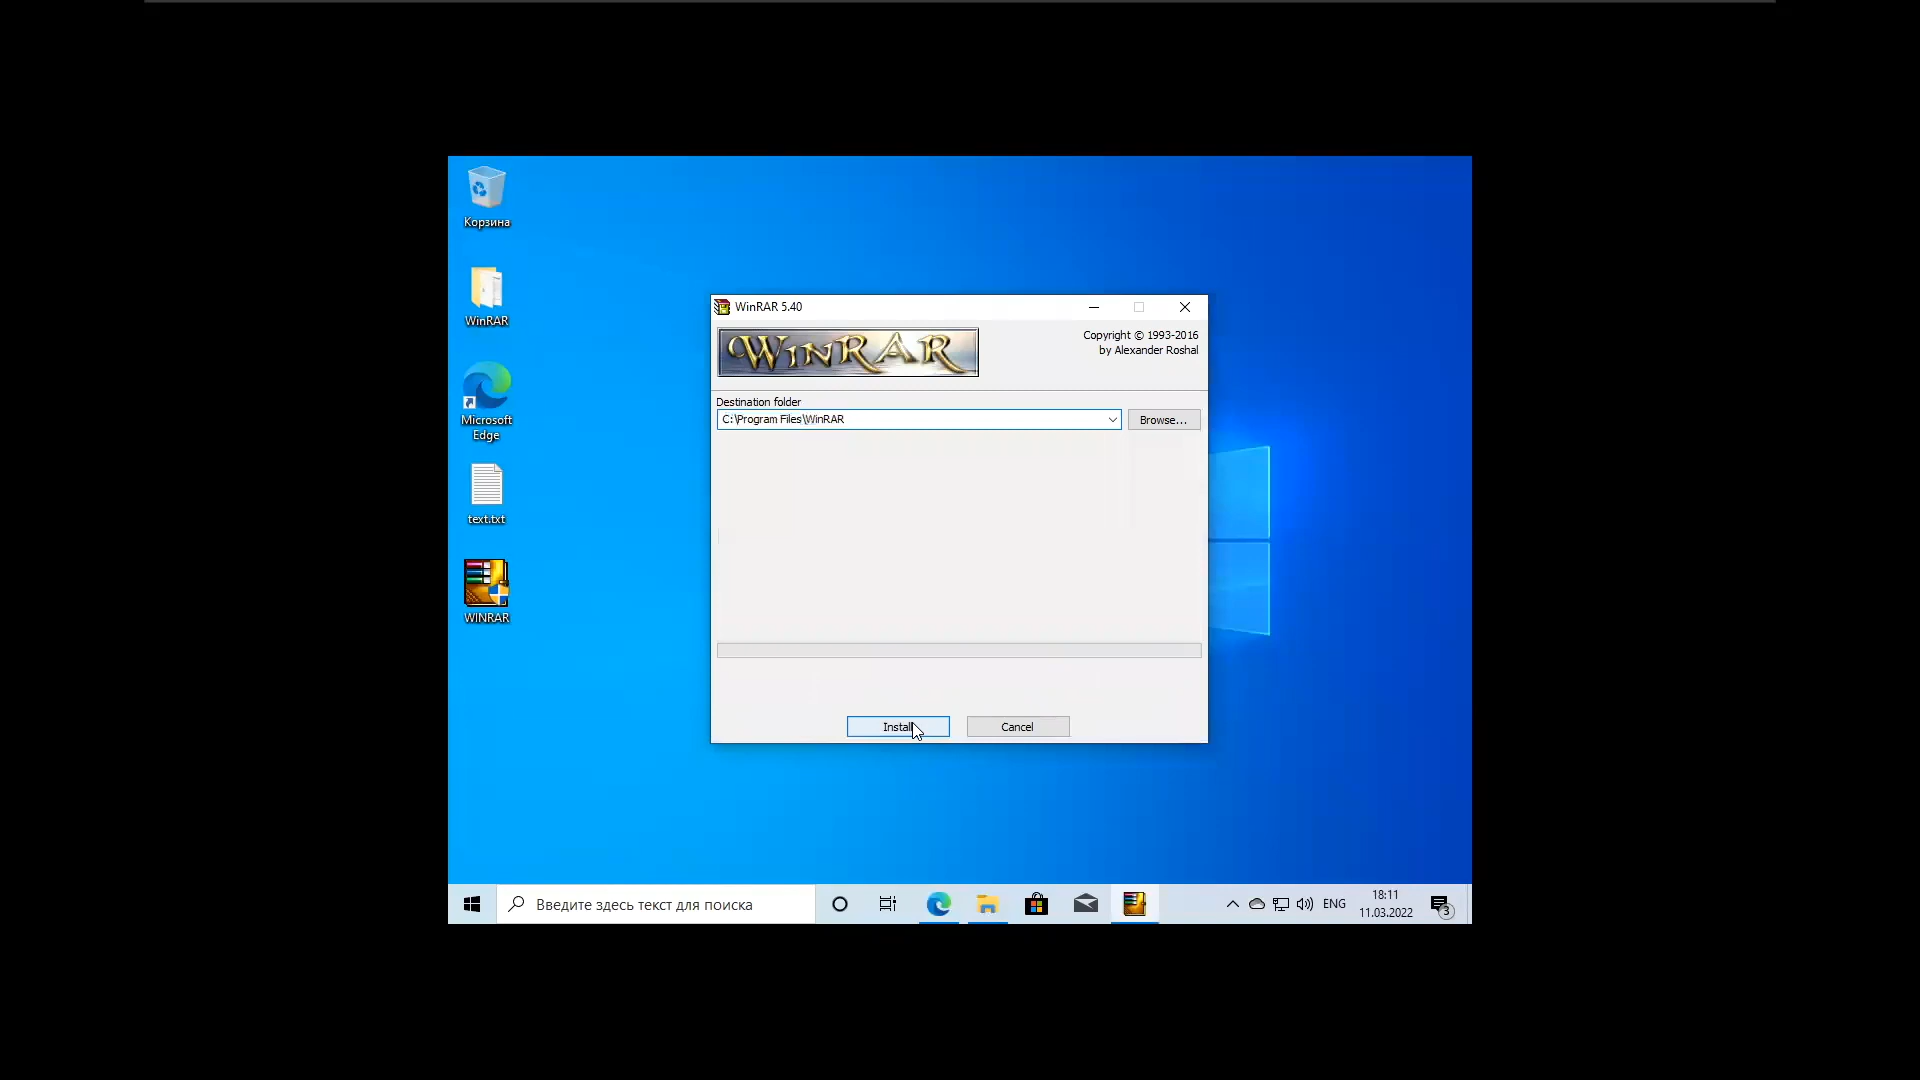 Корзина
WinRAR
Microsoft
Edge
text.txt
WINRAR
WinRAR 5.40
WINRAR
Copyright © 1993-2016
by Alexander Roshal
Destination folder
C:\Program Files\WinRAR
Browse...
Install
Cancel
Введите здесь текст для поиска
ENG
18:11
11.03.2022
3